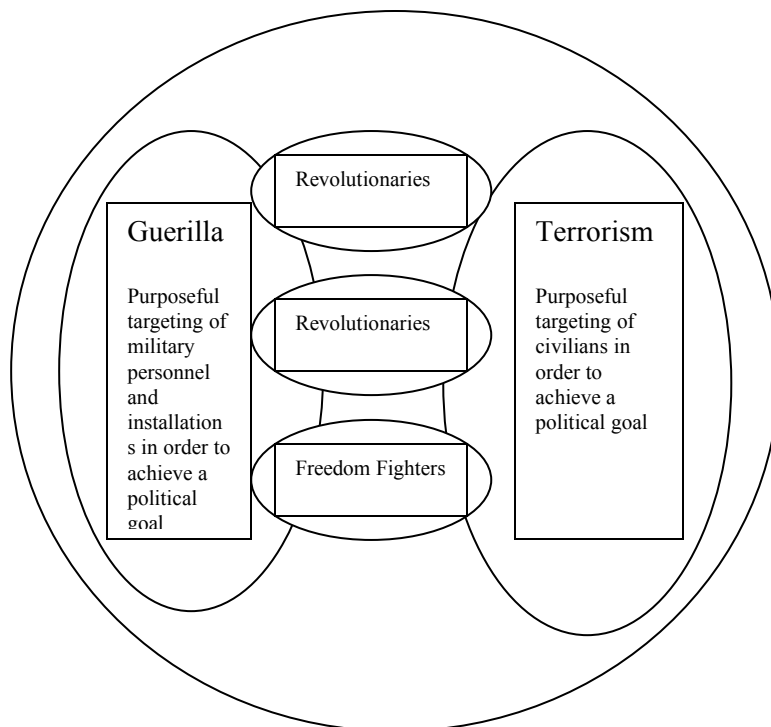 Revolutionaries
Guerilla
Purposeful
targeting of
military
personnel
and
installation
s in order to
achieve a
political
goal
Terrorism
Purposeful
targeting of
civilians in
order to
achieve a
political goal
Revolutionaries
Freedom Fighters